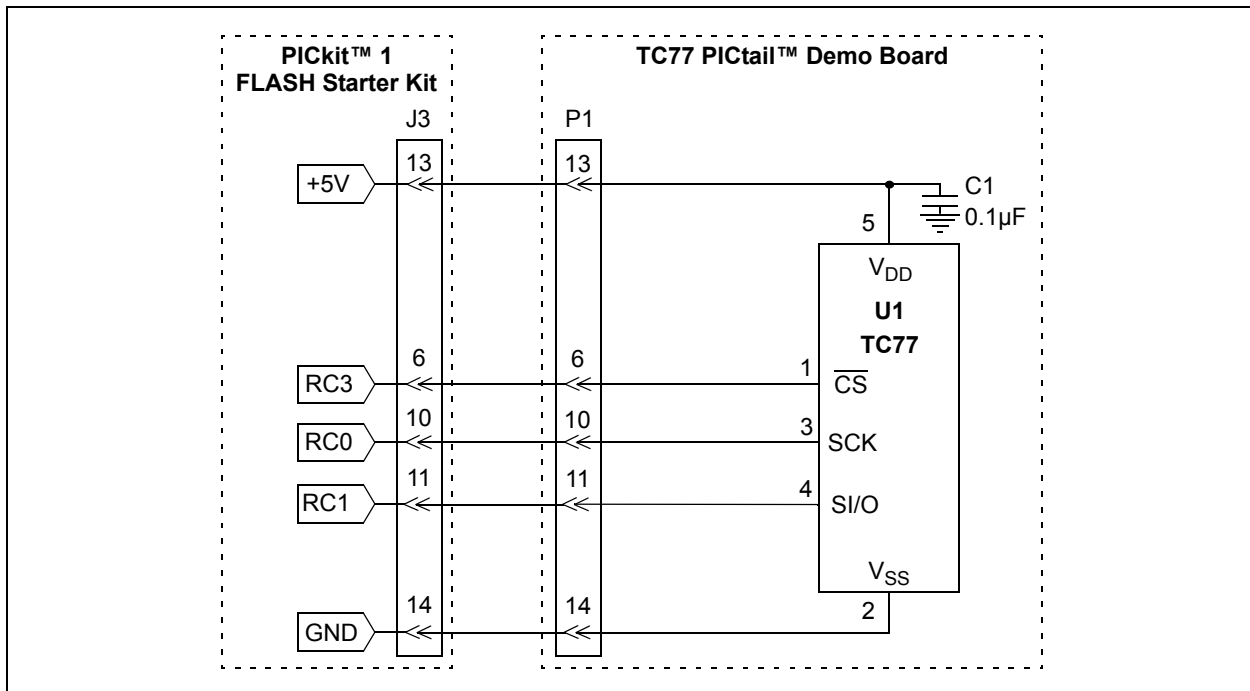 PICkit™ 1
FLASH Starter Kit
TC77 PICtail™ Demo Board
J3
P1
+5V
13
13
C1
0.1µF
5
VDD
U1
TC77
RC3
6
6
1
CS
RC0
10
10
3
SCK
RC1
11
11
4
SI/O
VSS
2
GND
14
14